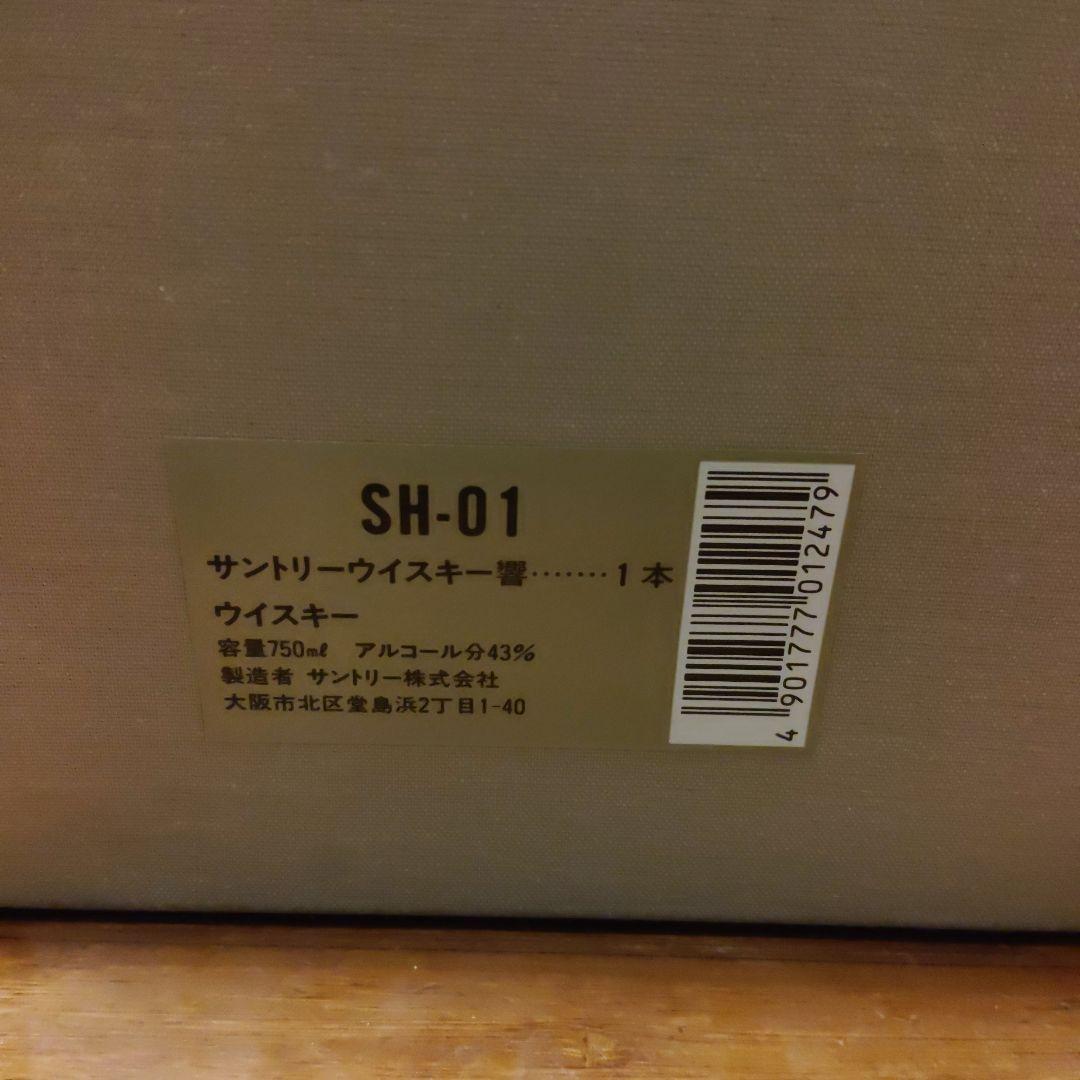 SH-01
サントリーウイスキー響‥‥‥‥1本
ウイスキー
容量750mℓ アルコール分43%
製造者 サントリー株式会社
大阪市北区堂島浜2丁目1-40
4 901777 012479